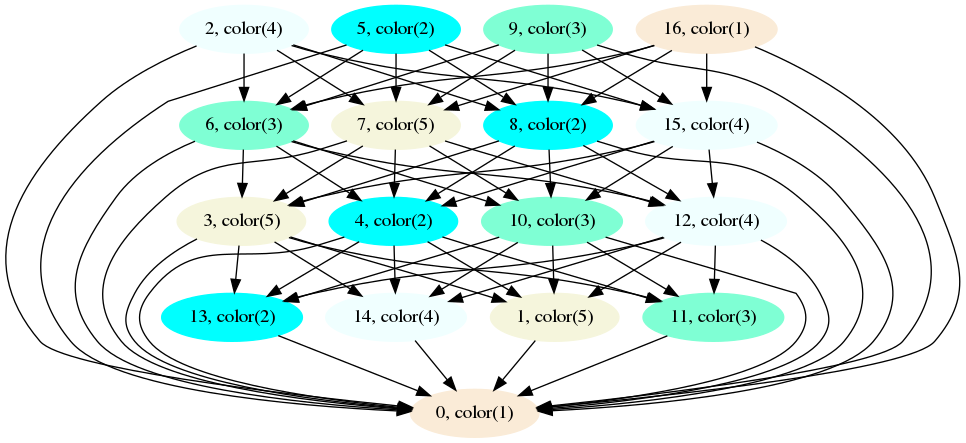 2, color(4)
5, color(2)
9, color(3)
16, color(1)
6, color(3)
7, color(5)
8, color(2)
15, color(4)
3, color(5)
4, color(2)
10, color(3)
12, color(4)
13, color(2)
14, color(4)
1, color(5)
11, color(3)
0, color(1)